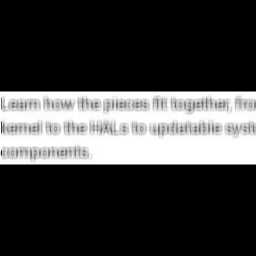 Learn how the pieces fit together, fro
kernel to the HALs to updatable syst
components.